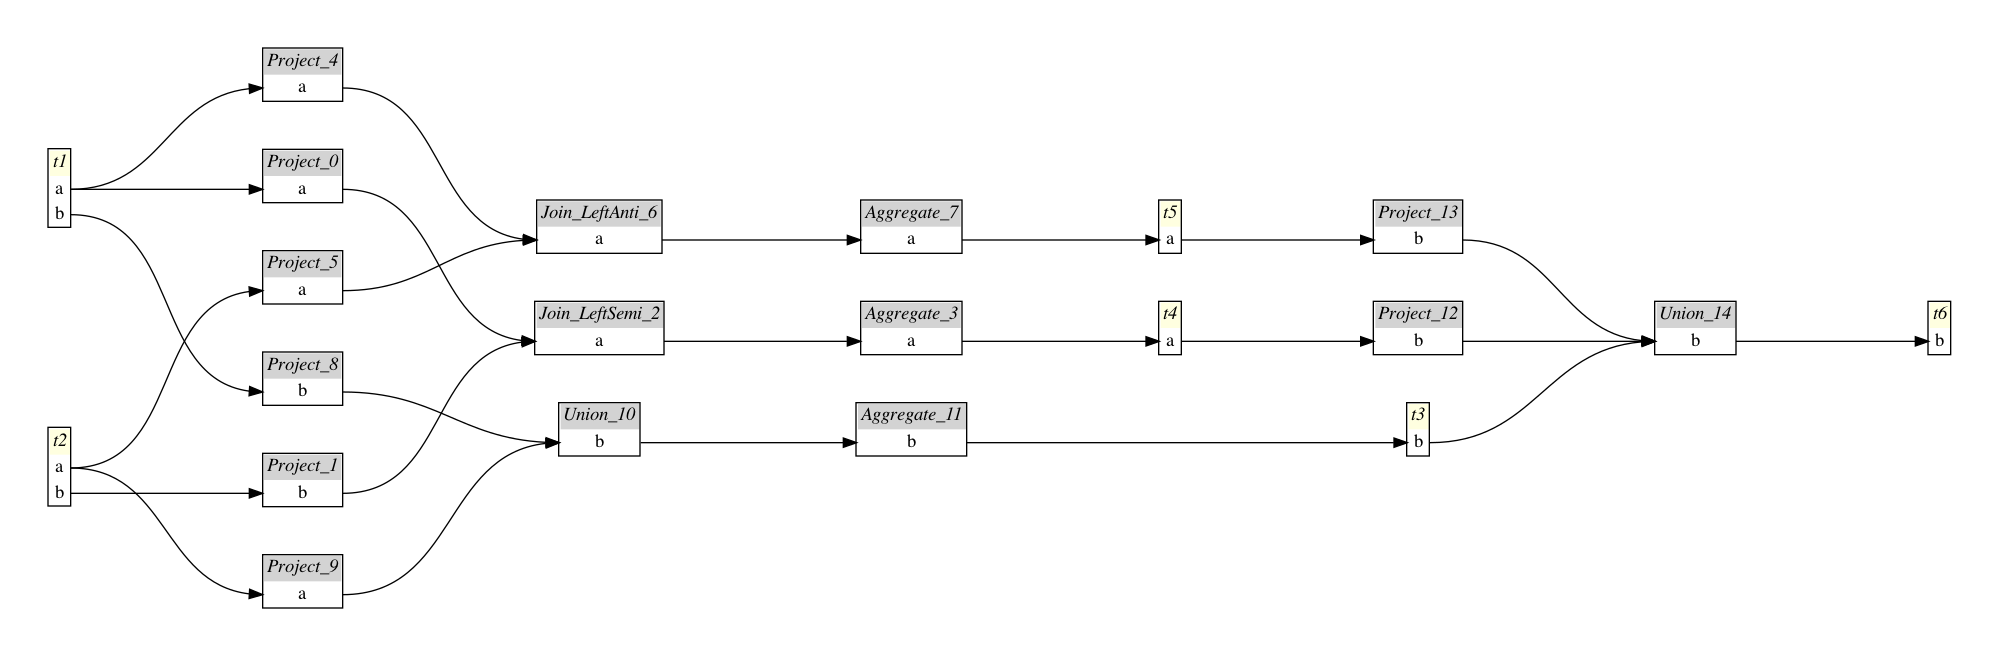 Project_4
a
t1
a
b
Project_0
a
Project_5
a
Project_8
b
t2
a
b
Project_1
b
Project_9
a
Join_LeftAnti_6
a
Join_LeftSemi_2
a
Union_10
b
Aggregate_7
a
Aggregate_3
a
Aggregate_11
b
t5
a
t4
a
Project_13
b
Project_12
b
t3
b
Union_14
b
t6
b